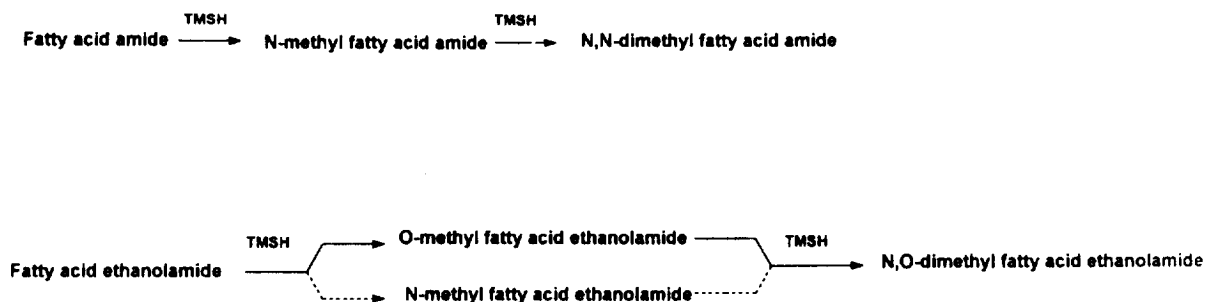 TMSH TMSH
Fatty acid amide N-methyl fatty acid amide N,N-dimethyl fatty acid amide
TMSH O-methyl fatty acid ethanolamide TMSH
Fatty acid ethanolamide N,O-dimethyl fatty acid ethanolamide
N-methyl fatty acid ethanolamide